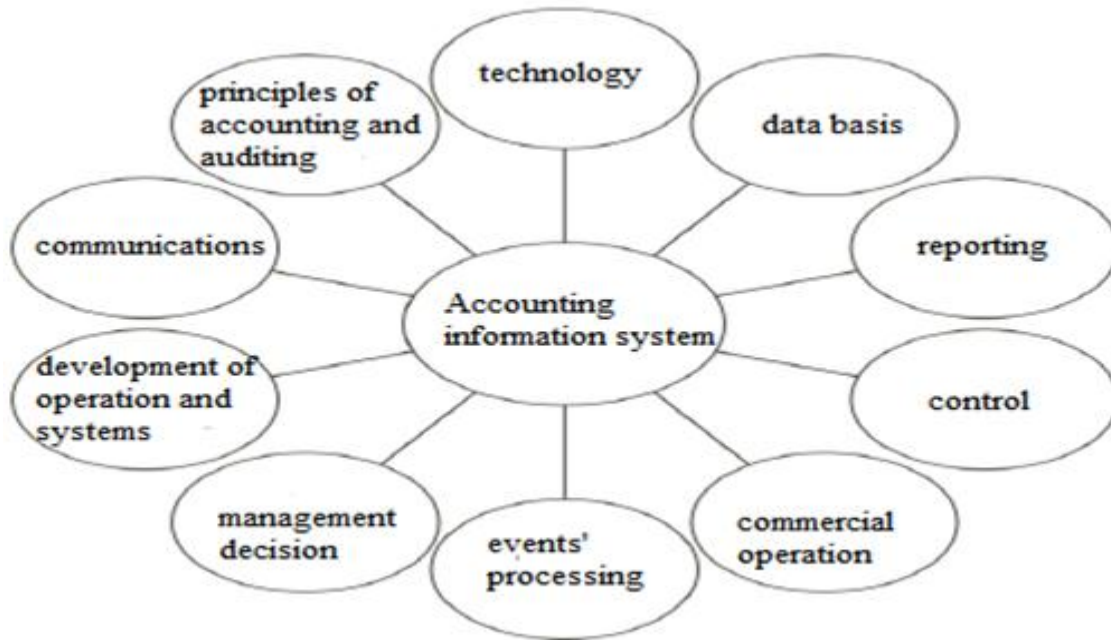 technology
principles of
accounting and
auditing
data basis
communications
reporting
Accounting
information system
development of
operation and
systems
control
management
decision
events'
processing
commercial
operation